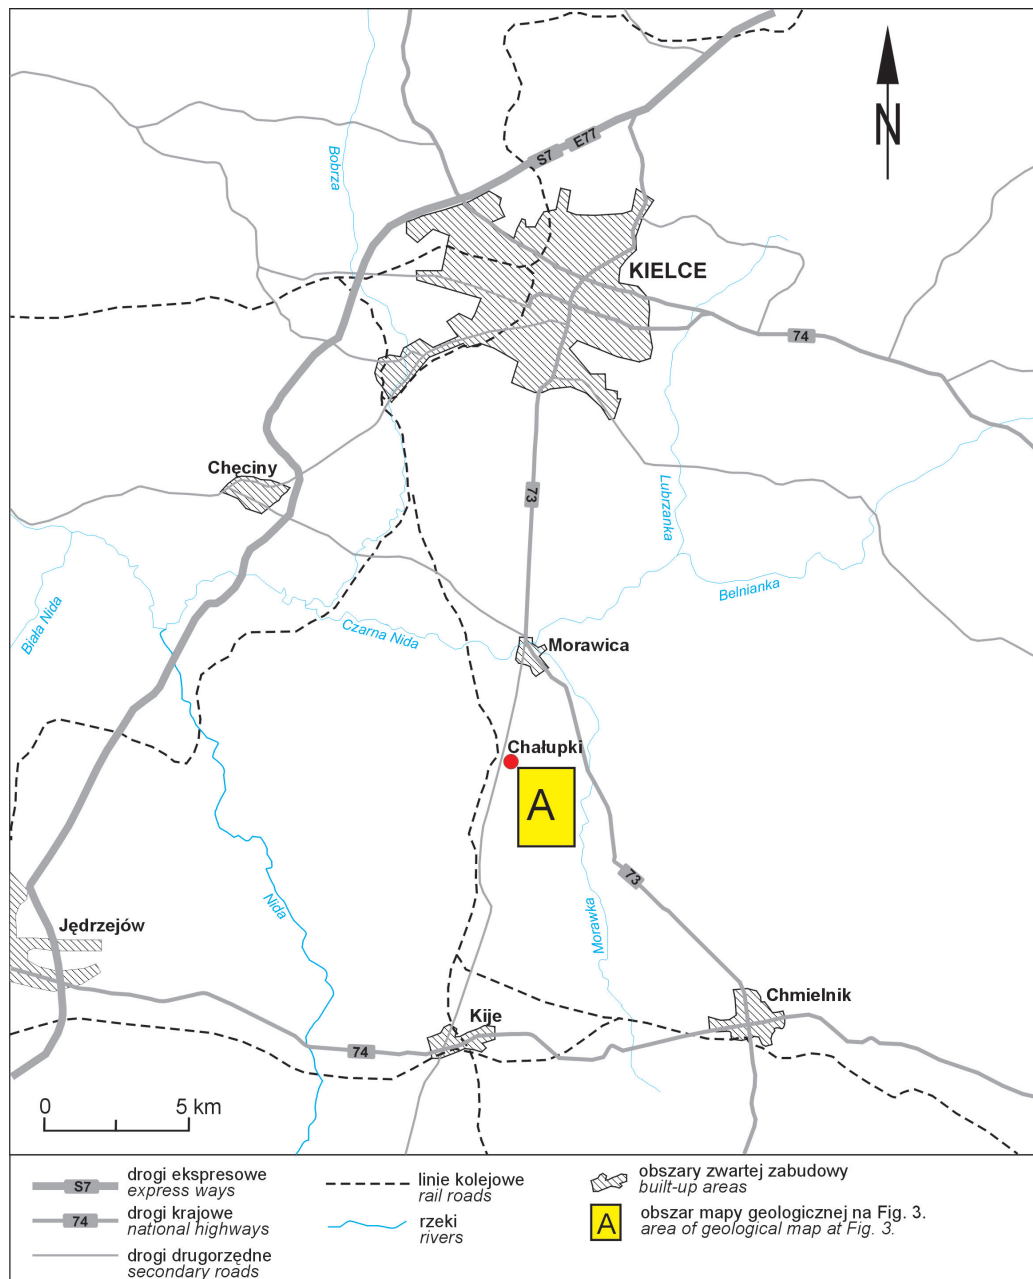 E77
S7
N
Bobrza
KIELCE
74
Chęciny
73
Lubrzanka
Belnianka
Biała Nida
Czarna Nida
Morawica
Chałupki
A
73
Nida
Morawka
Jędrzejów
Chmielnik
Kije
74
0 5 km
drogi ekspresowe
S7
express ways
drogi krajowe
74
national highways
drogi drugorzędne
secondary roads
linie kolejowe
rail roads
rzeki
rivers
obszary zwartej zabudowy
built-up areas
A
obszar mapy geologicznej na Fig. 3.
area of geological map at Fig. 3.